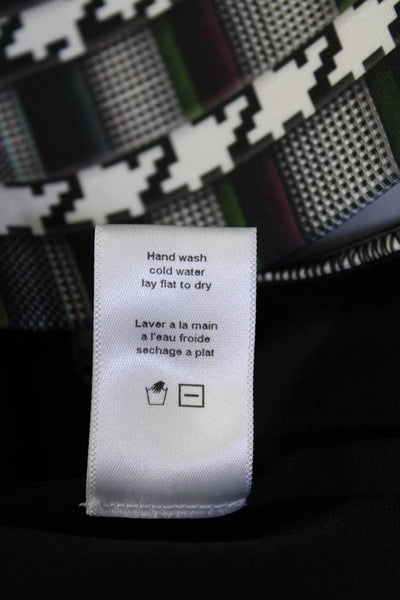 Hand wash
cold water
lay flat to dry
Laver a la main
a l'eau froide
sechage a plat